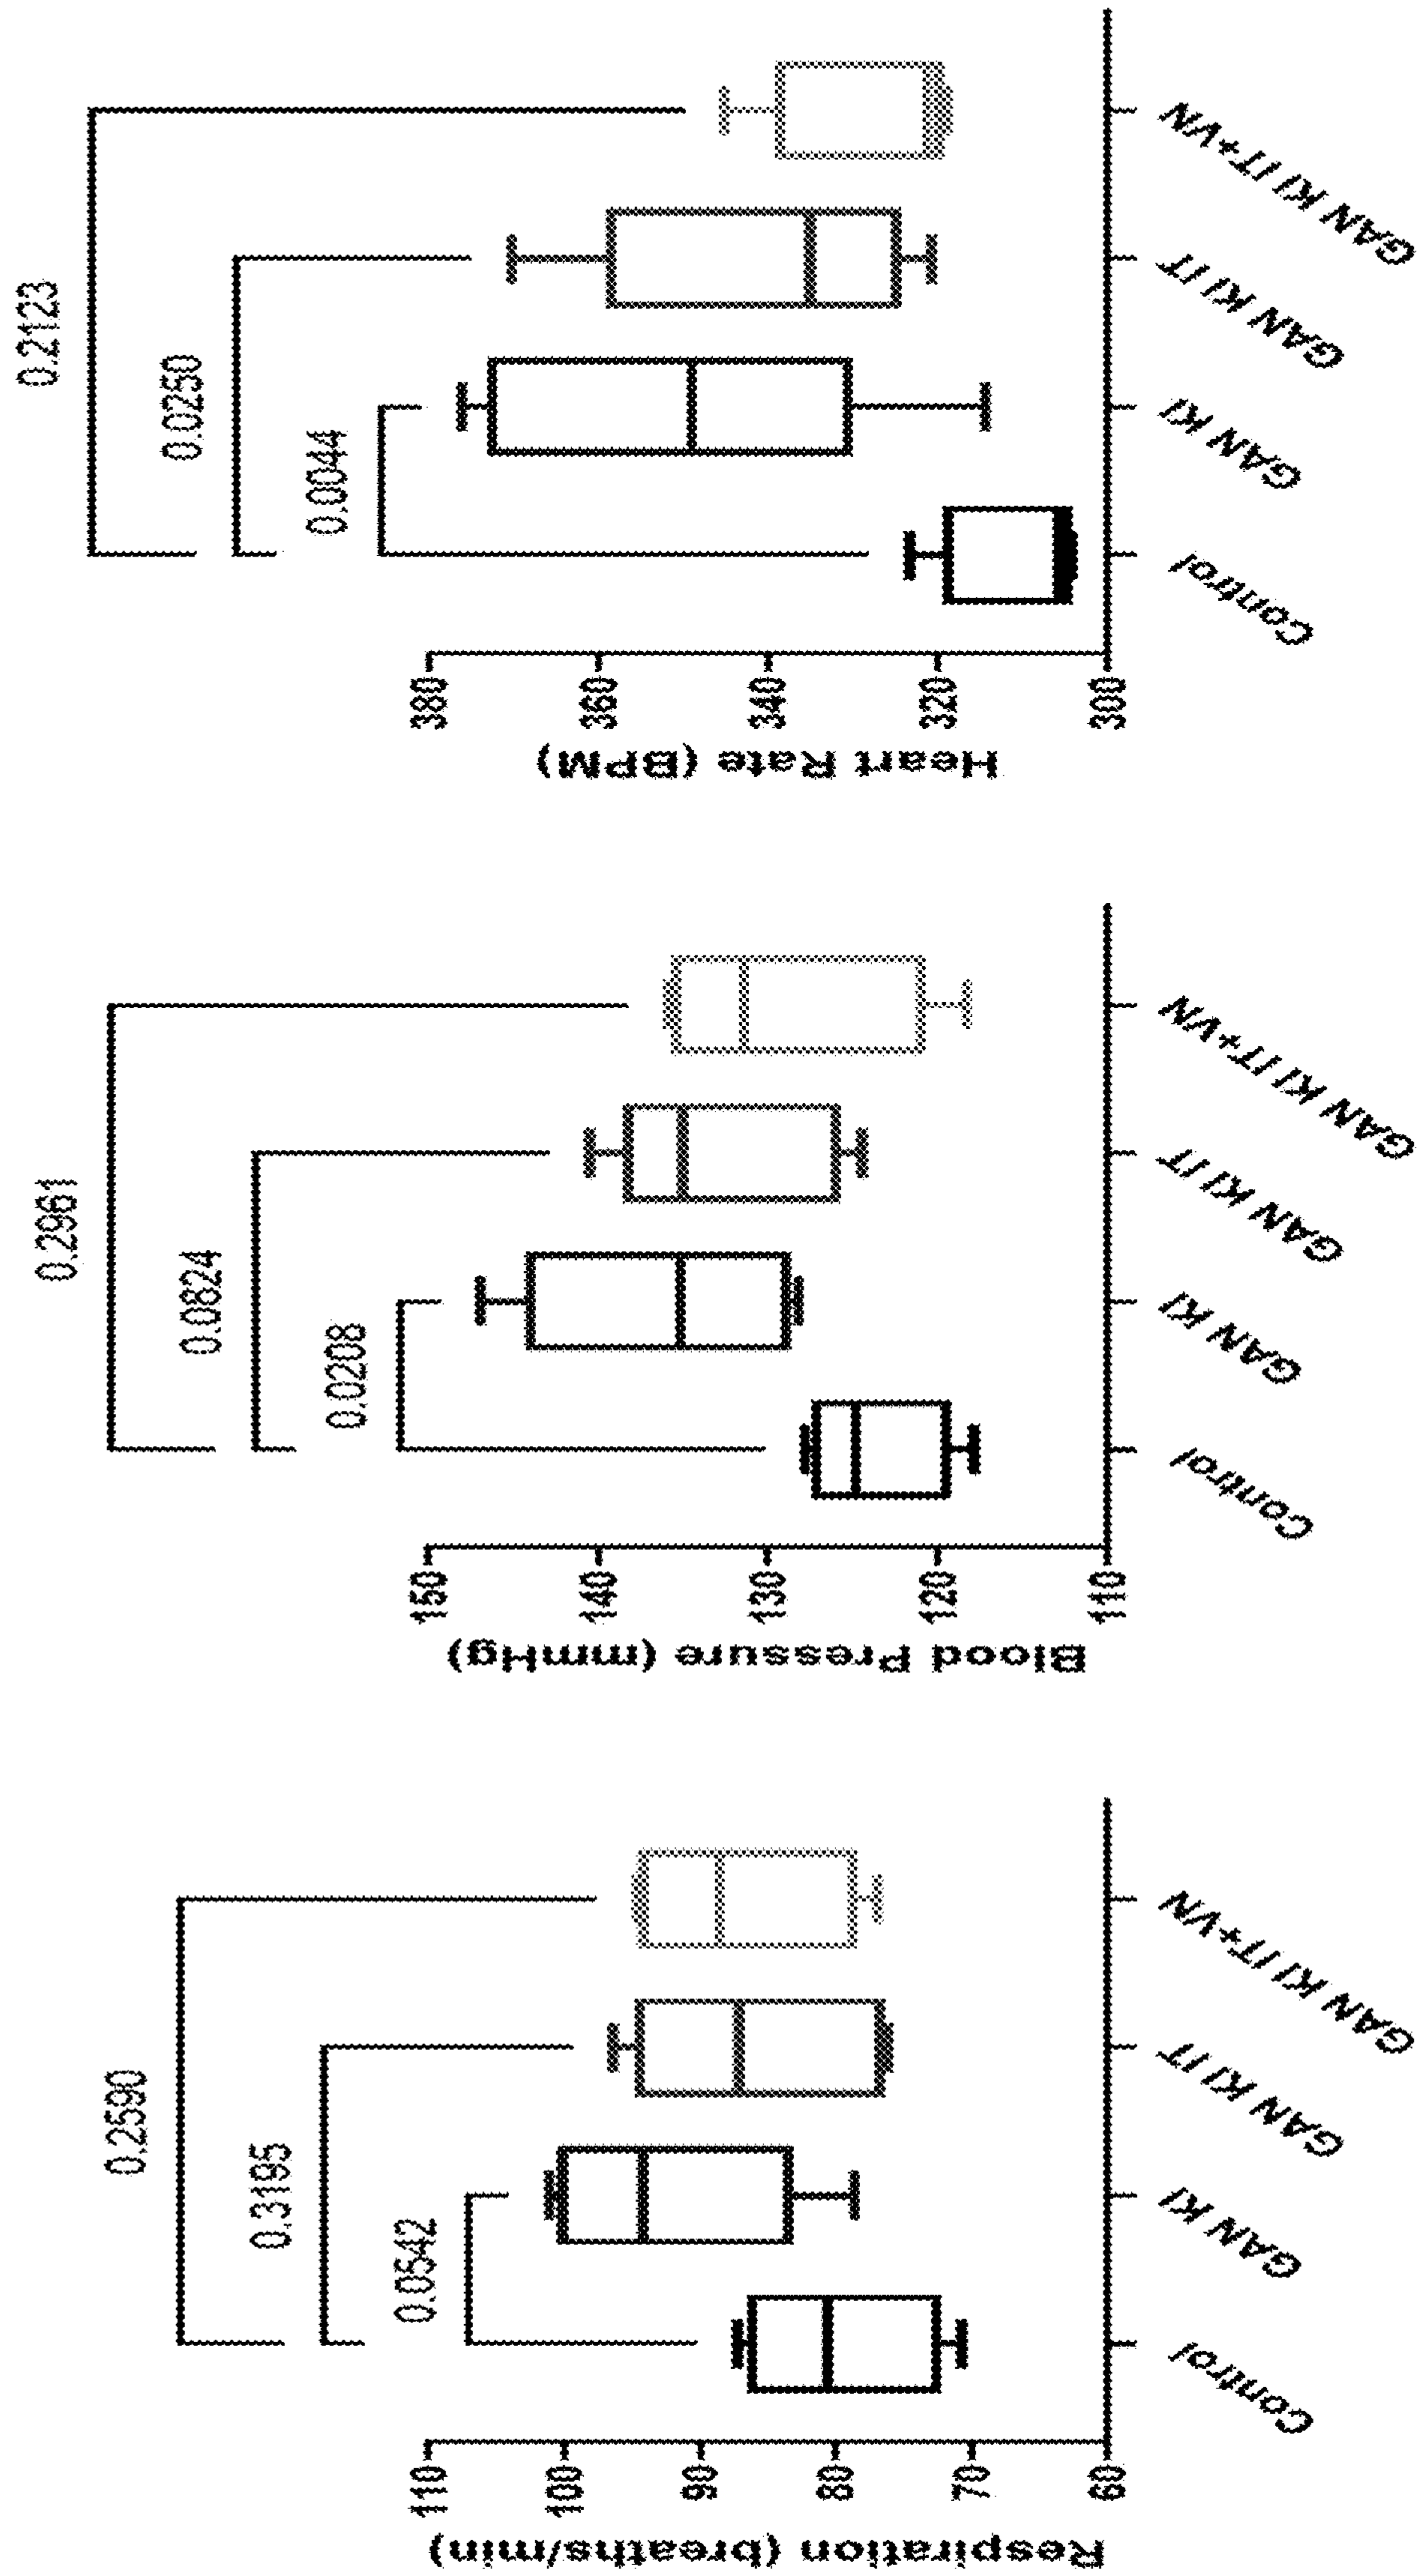 0.2590
0.3195
0.0542
110
100
90
80
70
60
Respiration (breaths/min)
Control
GAN KI
GAN KI IT
GAN KI IT+VN
0.2961
0.0824
0.0208
150
140
130
120
110
Blood Pressure (mmHg)
Control
GAN KI
GAN KI IT
GAN KI IT+VN
0.2123
0.0250
0.0044
380
360
340
320
300
Heart Rate (BPM)
Control
GAN KI
GAN KI IT
GAN KI IT+VN